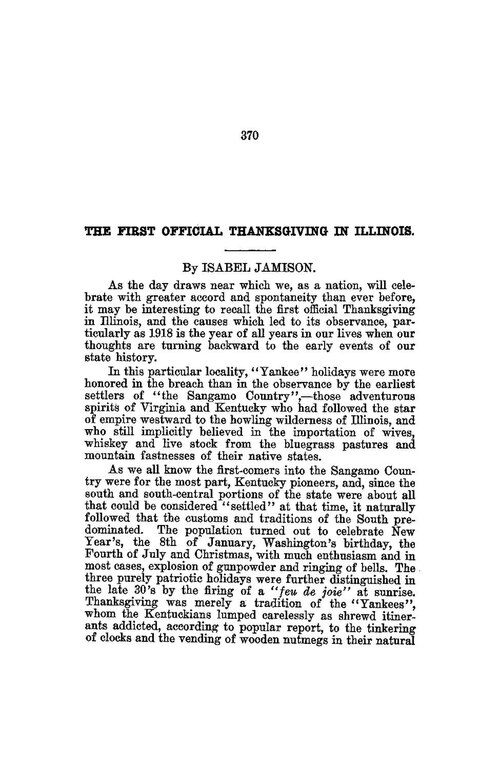 370
THE FIRST OFFICIAL THANKSGIVING IN ILLINOIS.
By ISABEL JAMISON.
As the day draws near which we, as a nation, will cele-
brate with greater accord and spontaneity than ever before,
it may be interesting to recall the first official Thanksgiving
in Illinois, and the causes which led to its observance, par-
ticularly as 1918 is the year of all years in our lives when our
thoughts are turning backward to the early events of our
state history.
In this particular locality, "Yankee" holidays were more
honored in the breach than in the observance by the earliest
settlers of "the Sangamo Country",—those adventurous
spirits of Virginia and Kentucky who had followed the star
of empire westward to the howling wilderness of Illinois, and
who still implicitly believed in the importation of wives,
whiskey and live stock from the bluegrass pastures and
mountain fastnesses of their native states.
As we all know the first-comers into the Sangamo Coun-
try were for the most part, Kentucky pioneers, and, since the
south and south-central portions of the state were about all
that could be considered "settled" at that time, it naturally
followed that the customs and traditions of the South pre-
dominated. The population turned out to celebrate New
Year's, the 8th of January, Washington's birthday, the
Fourth of July and Christmas, with much enthusiasm and in
most cases, explosion of gunpowder and ringing of bells. The
three purely patriotic holidays were further distinguished in
the late 30's by the firing of a "feu de joie" at sunrise.
Thanksgiving was merely a tradition of the "Yankees",
whom the Kentuckians lumped carelessly as shrewd itiner-
ants addicted, according to popular report, to the tinkering
of clocks and the vending of wooden nutmegs in their natural